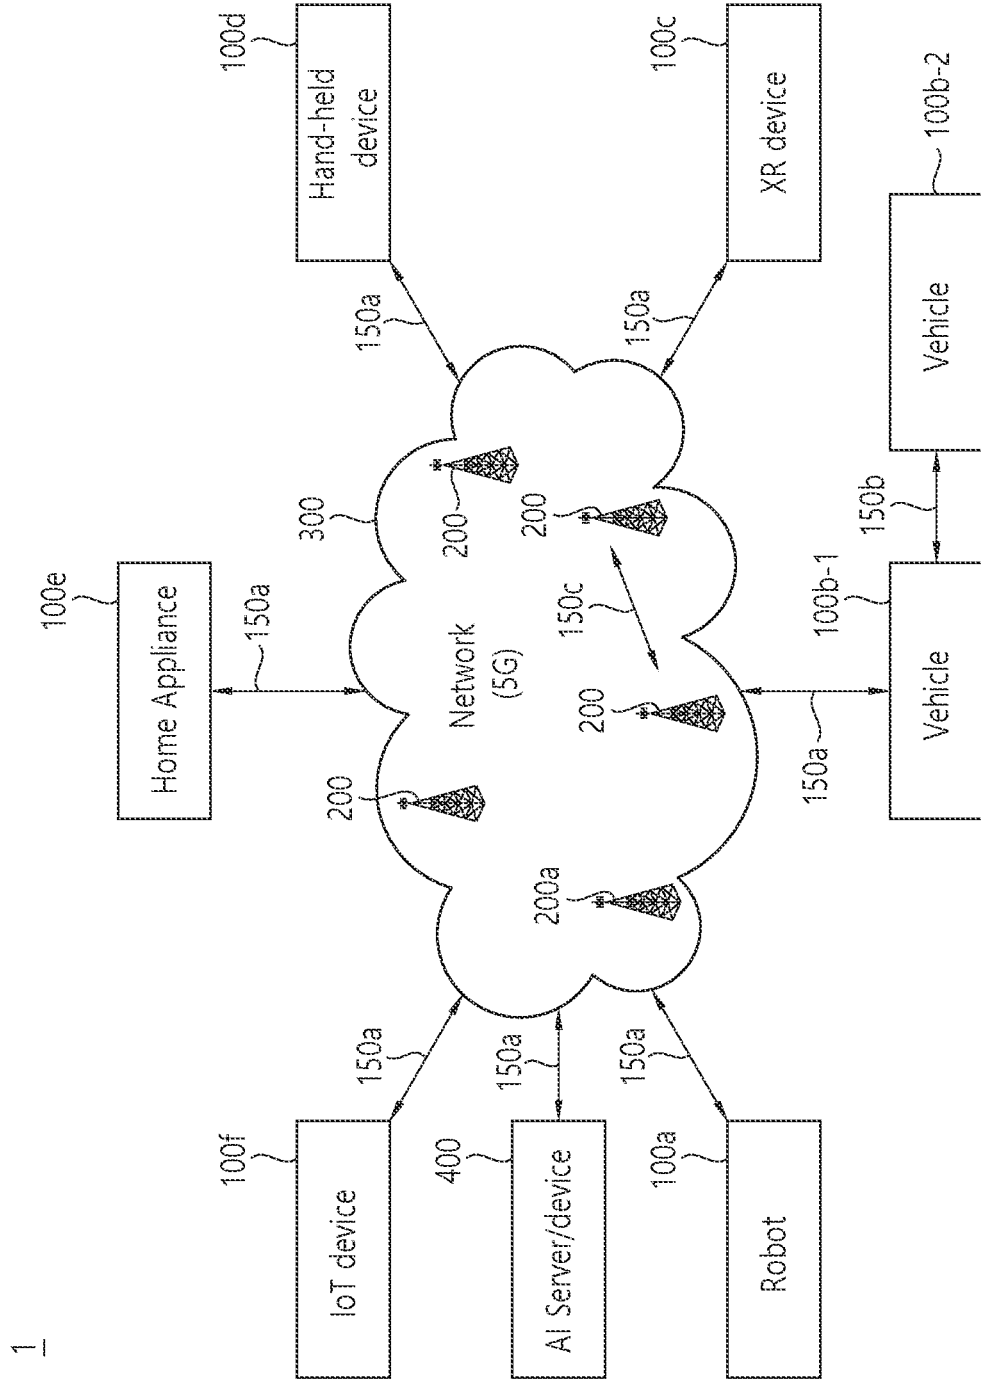 1
100e
Home Appliance
150a
100f
IoT device
150a
300
100d
Hand-held
device
150a
Network
(5G)
200
200
200
200
200a
150c
400
AI Server/device
150a
100a
Robot
150a
100c
XR device
150a
150a
100b-1
Vehicle
150b
100b-2
Vehicle